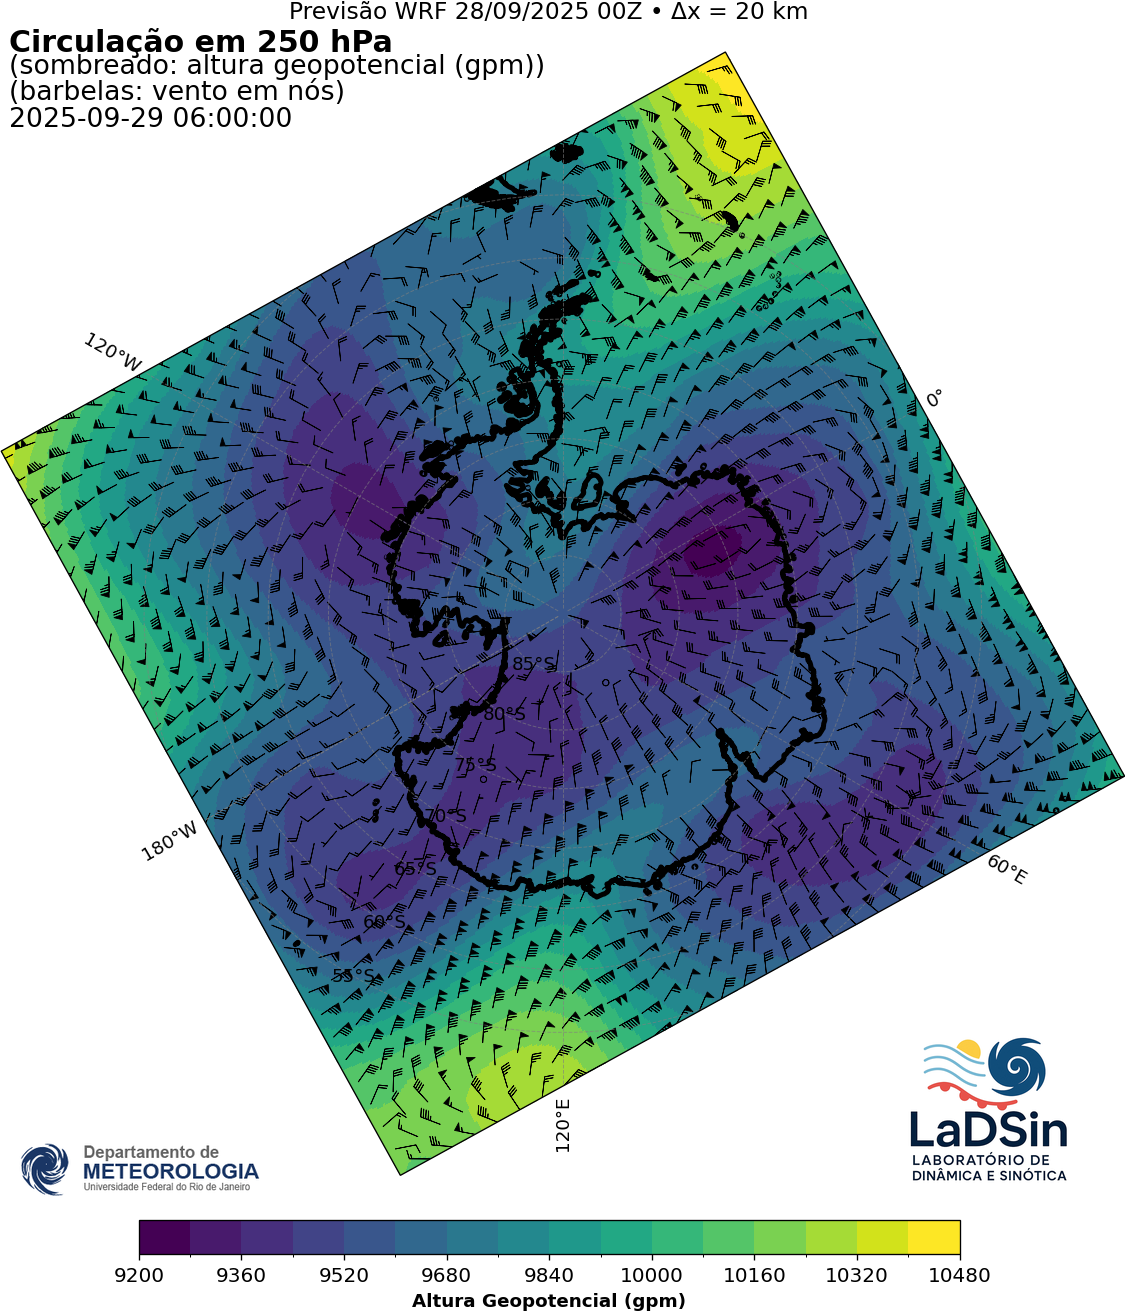 Previsão WRF 28/09/2025 00Z • Δx = 20 km
Circulação em 250 hPa
(sombreado: altura geopotencial (gpm))
(barbelas: vento em nós)
2025-09-29 06:00:00
120°W
0°
85°S
80°S
75°S
70°S
180°W
65°S
60°E
60°S
55°S
120°E
LaDSin
LABORATÓRIO DE
DINÂMICA E SINÓTICA
Departamento de
METEOROLOGIA
Universidade Federal do Rio de Janeiro
9200 9360 9520 9680 9840 10000 10160 10320 10480
Altura Geopotencial (gpm)